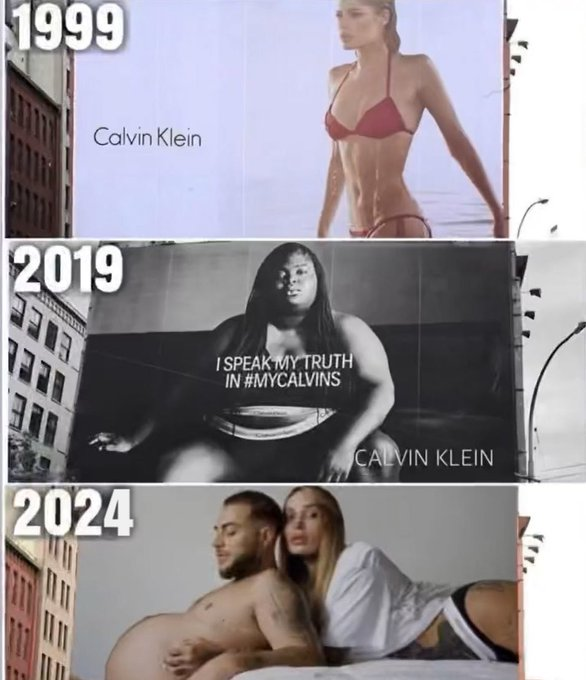 1999
Calvin Klein
2019
I SPEAK MY TRUTH
IN #MYCALVINS
CALVIN KLEIN
2024